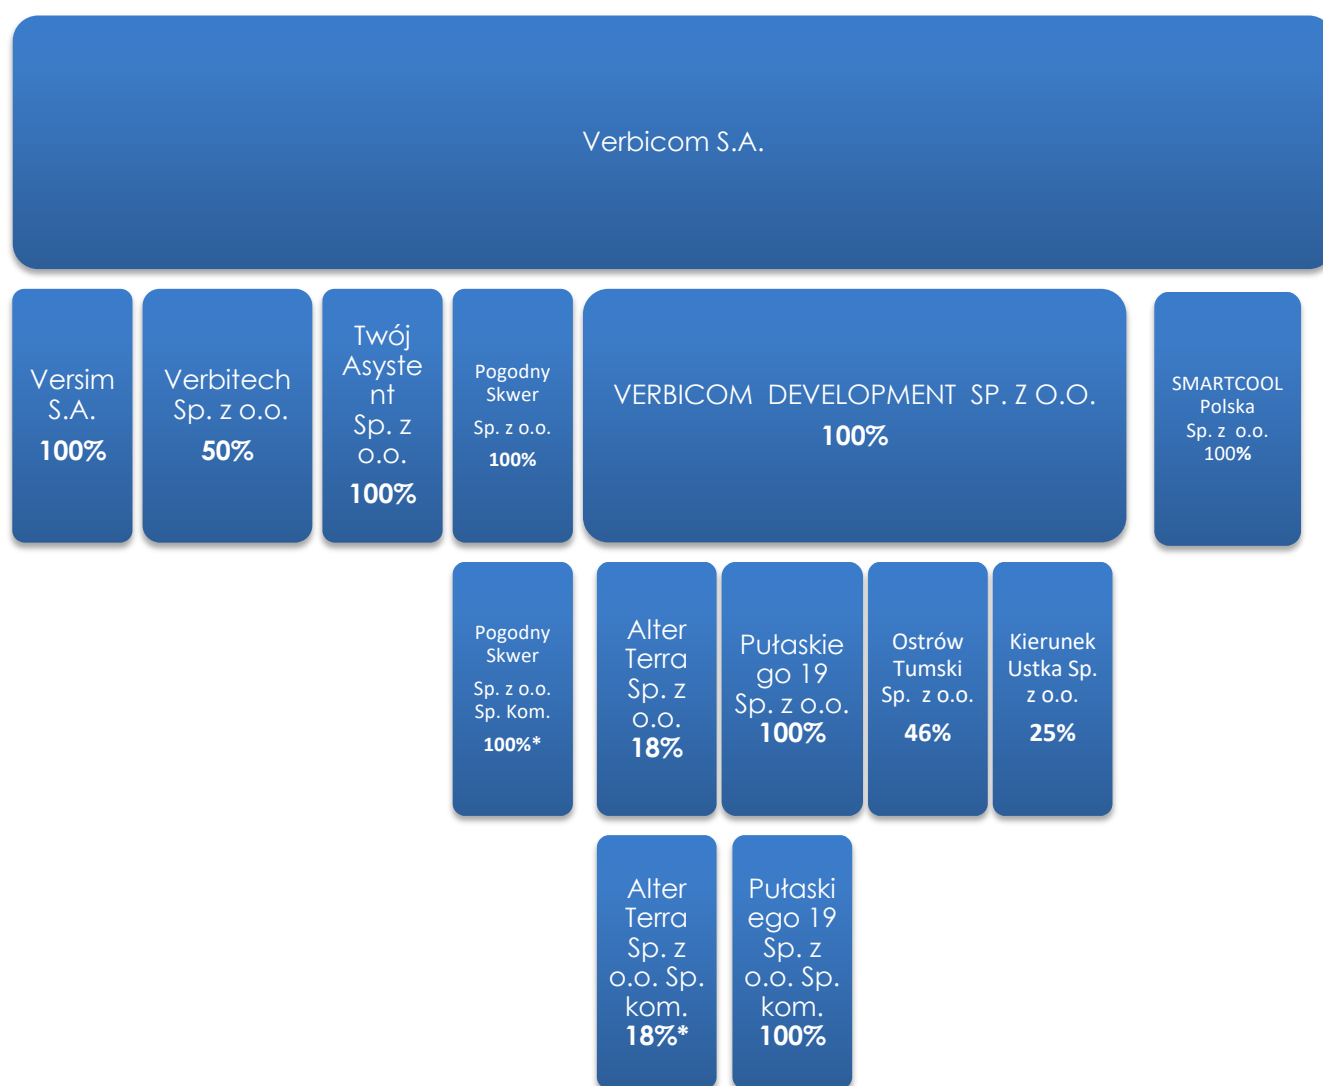 Verbicom S.A.
Versim
S.A.
100%
Verbitech
Sp. z o.o.
50%
Twój
Asyste
nt
Sp. z
o.o.
100%
Pogodny
Skwer
Sp. z o.o.
100%
VERBICOM DEVELOPMENT SP. Z O.O.
100%
SMARTCOOL
Polska
Sp. z o.o.
100%
Pogodny
Skwer
Sp. z o.o.
Sp. Kom.
100%*
Alter
Terra
Sp. z
o.o.
18%
Pułaskie
go 19
Sp. z o.o.
100%
Ostrów
Tumski
Sp. z o.o.
46%
Kierunek
Ustka Sp.
z o.o.
25%
Alter
Terra
Sp. z
o.o. Sp.
kom.
18%*
Pułaski
ego 19
Sp. z
o.o. Sp.
kom.
100%